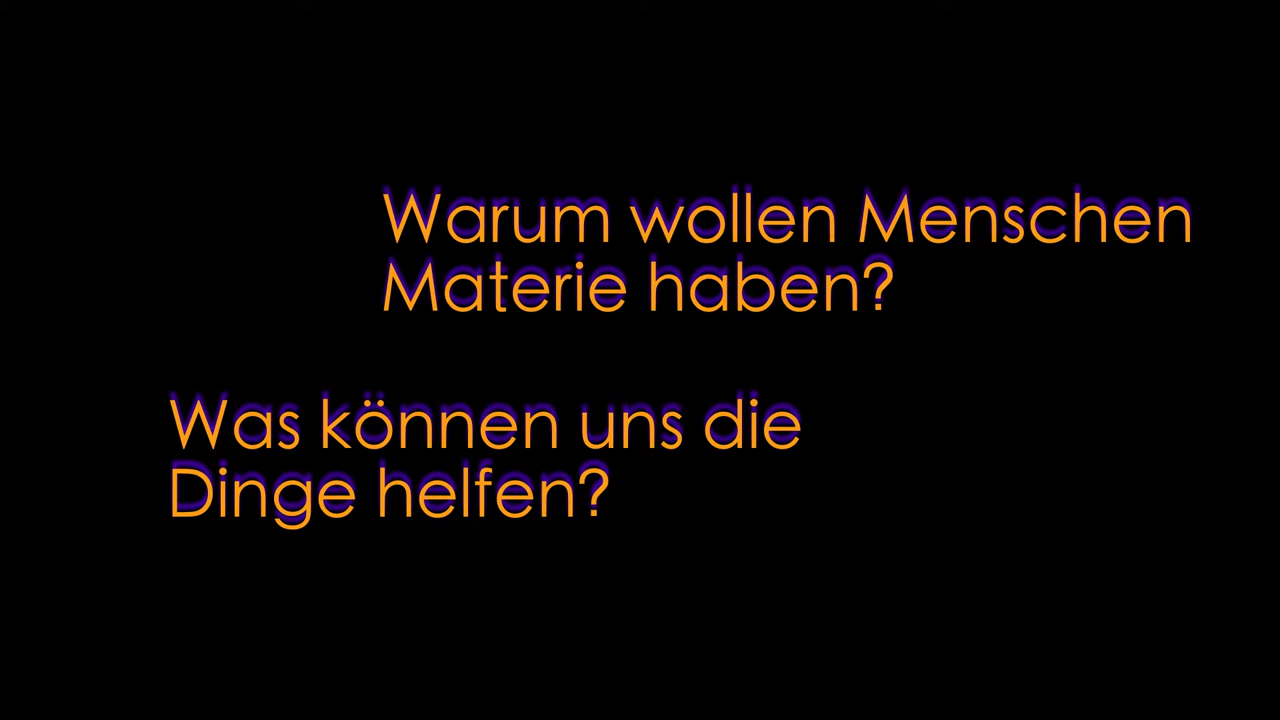 Warum wollen Menschen
Materie haben?
Was können uns die
Dinge helfen?